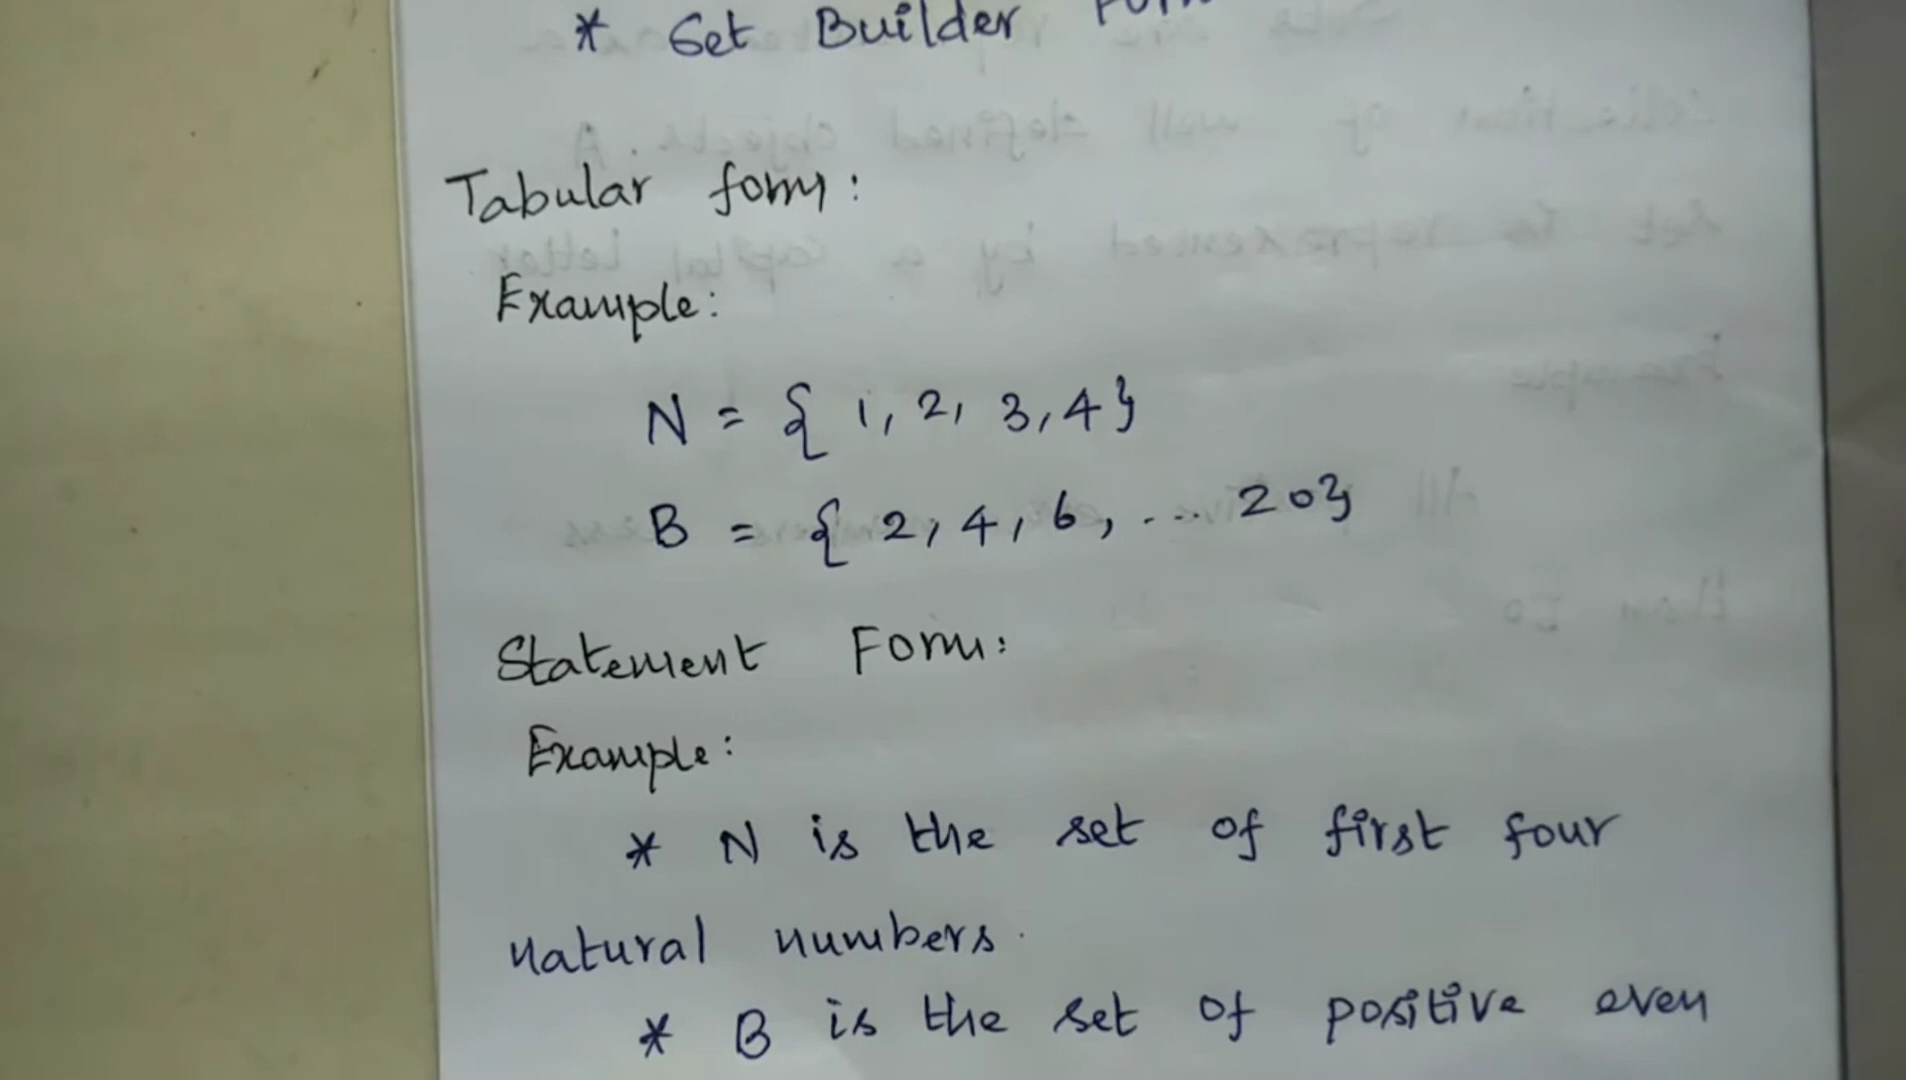 * Set Builder Form
Tabular form:
Example:
N = { 1, 2, 3, 4}
B = { 2, 4, 6, ... 20}
Statement Form:
Example:
* N is the set of first four
natural numbers.
* B is the set of positive even